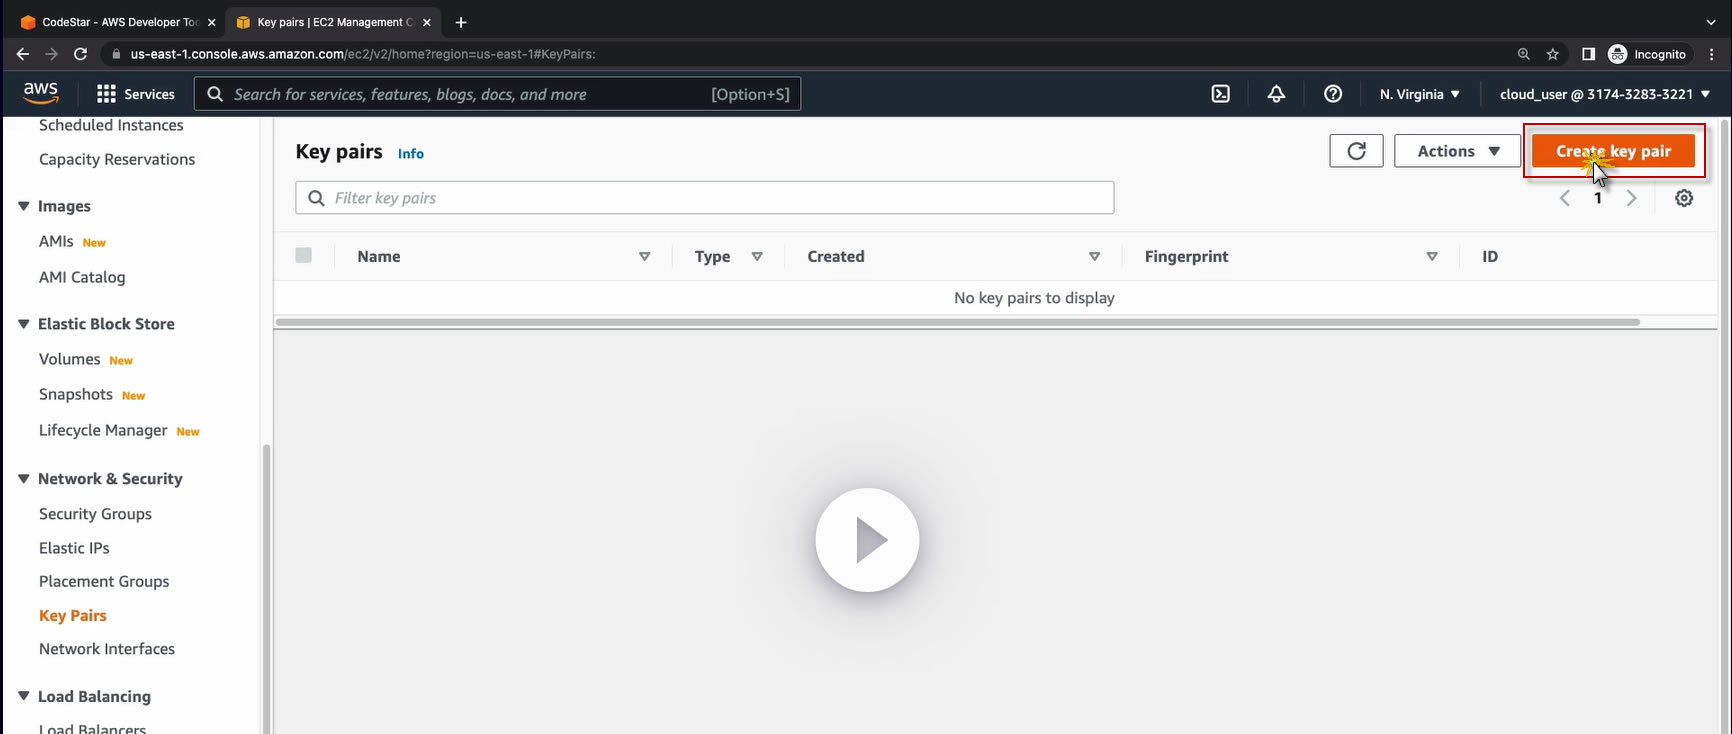 CodeStar - AWS Developer Too
Key pairs | EC2 Management C
us-east-1.console.aws.amazon.com/ec2/v2/home?region=us-east-1#KeyPairs:
Incognito
aws
Services
Search for services, features, blogs, docs, and more
[Option+S]
N. Virginia
cloud_user @ 3174-3283-3221
Scheduled Instances
Capacity Reservations
Images
AMIs New
AMI Catalog
Elastic Block Store
Volumes New
Snapshots New
Lifecycle Manager New
Network & Security
Security Groups
Elastic IPs
Placement Groups
Key Pairs
Network Interfaces
Load Balancing
Load Balancers
Key pairs Info
Actions
Create key pair
Filter key pairs
1
Name Type Created Fingerprint ID
No key pairs to display